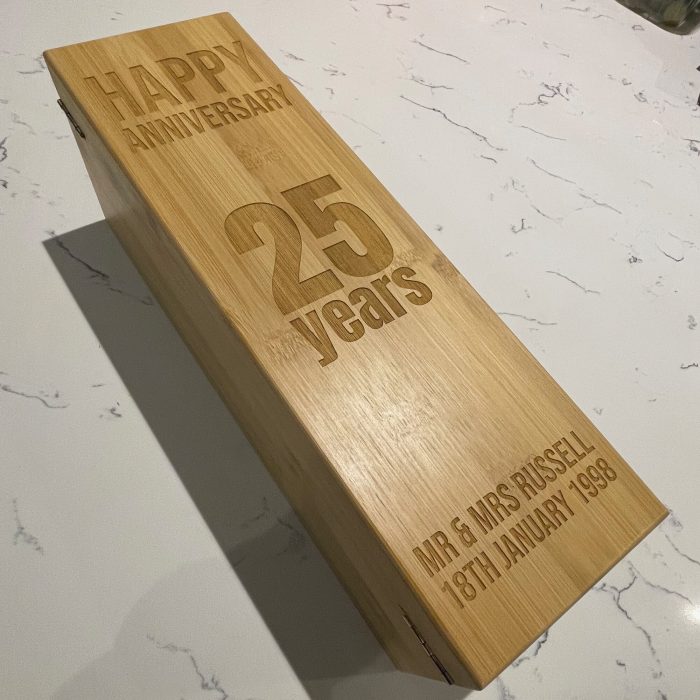 HAPPY
ANNIVERSARY
25
years
MR & MRS RUSSELL
18TH JANUARY 1998